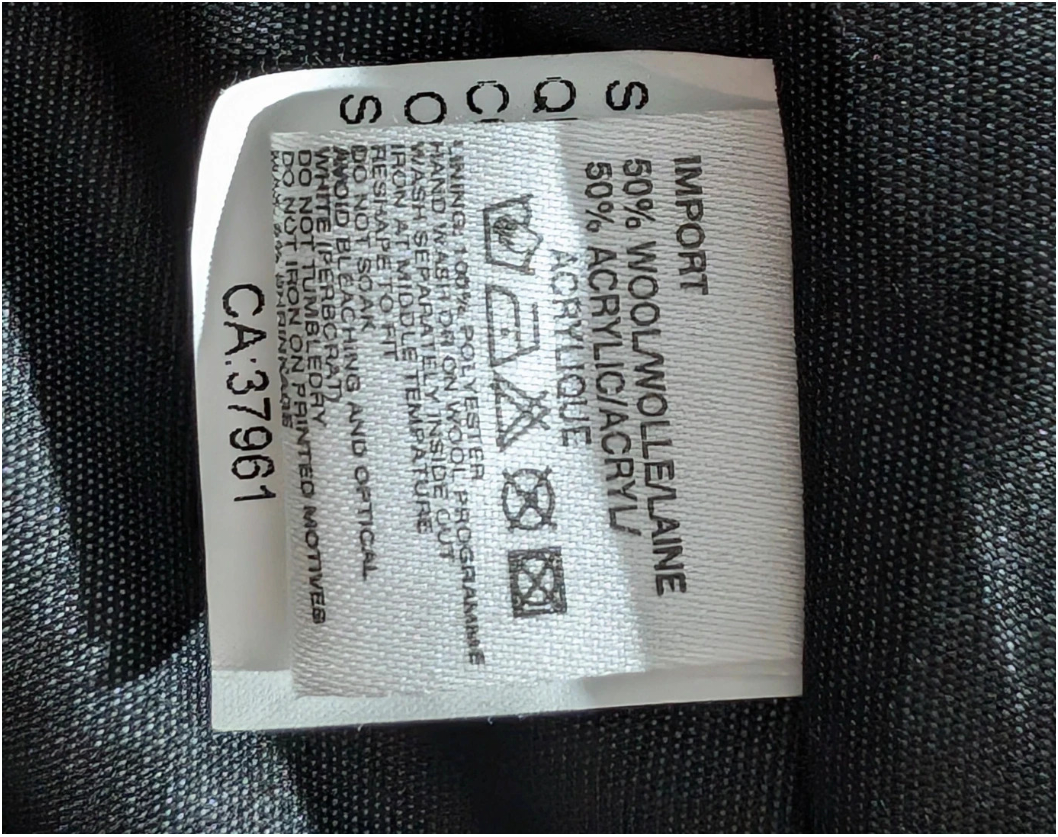 IMPORT
50% WOOL/WOLLE/LAINE
50% ACRYLIC/ACRYL/
ACRYLIQUE
LINING: 100% POLYESTER
HAND WASH OR ON WOOL PROGRAMME
WASH SEPARATELY, INSIDE OUT
IRON AT MIDDLE TEMPATURE
RESHAPE TO FIT
DO NOT SOAK
AVOID BLEACHING AND OPTICAL
WHITE (PERBORAT)
DO NOT TUMBLEDRY
DO NOT IRON ON PAINTED MOTIVES
SHRINKAGE
CA:37961